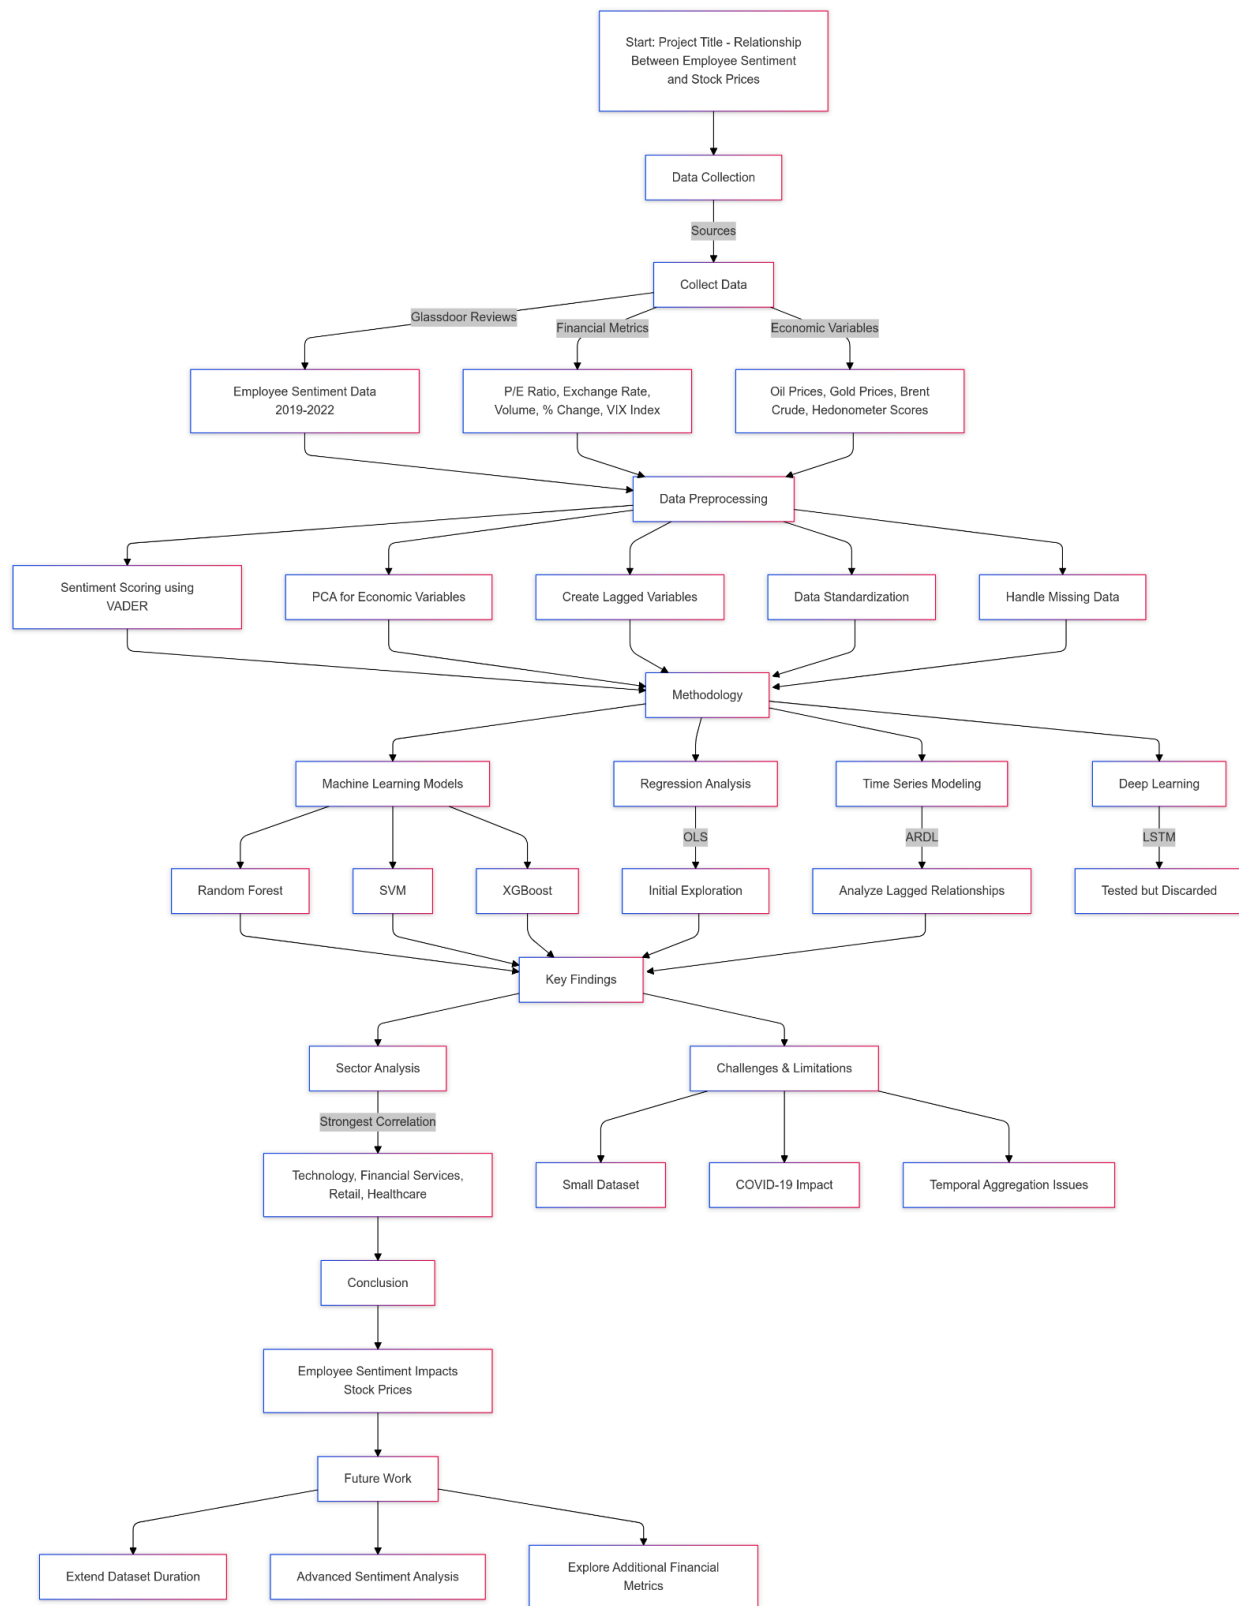 Start: Project Title - Relationship
Between Employee Sentiment
and Stock Prices
Data Collection
Sources
Collect Data
Glassdoor Reviews
Financial Metrics
Economic Variables
Employee Sentiment Data
2019-2022
P/E Ratio, Exchange Rate,
Volume, % Change, VIX Index
Oil Prices, Gold Prices, Brent
Crude, Hedonometer Scores
Data Preprocessing
Sentiment Scoring using
VADER
PCA for Economic Variables
Create Lagged Variables
Data Standardization
Handle Missing Data
Methodology
Machine Learning Models
Regression Analysis
Time Series Modeling
Deep Learning
OLS
ARDL
LSTM
Random Forest
SVM
XGBoost
Initial Exploration
Analyze Lagged Relationships
Tested but Discarded
Key Findings
Sector Analysis
Challenges & Limitations
Strongest Correlation
Technology, Financial Services,
Retail, Healthcare
Small Dataset
COVID-19 Impact
Temporal Aggregation Issues
Conclusion
Employee Sentiment Impacts
Stock Prices
Future Work
Extend Dataset Duration
Advanced Sentiment Analysis
Explore Additional Financial
Metrics